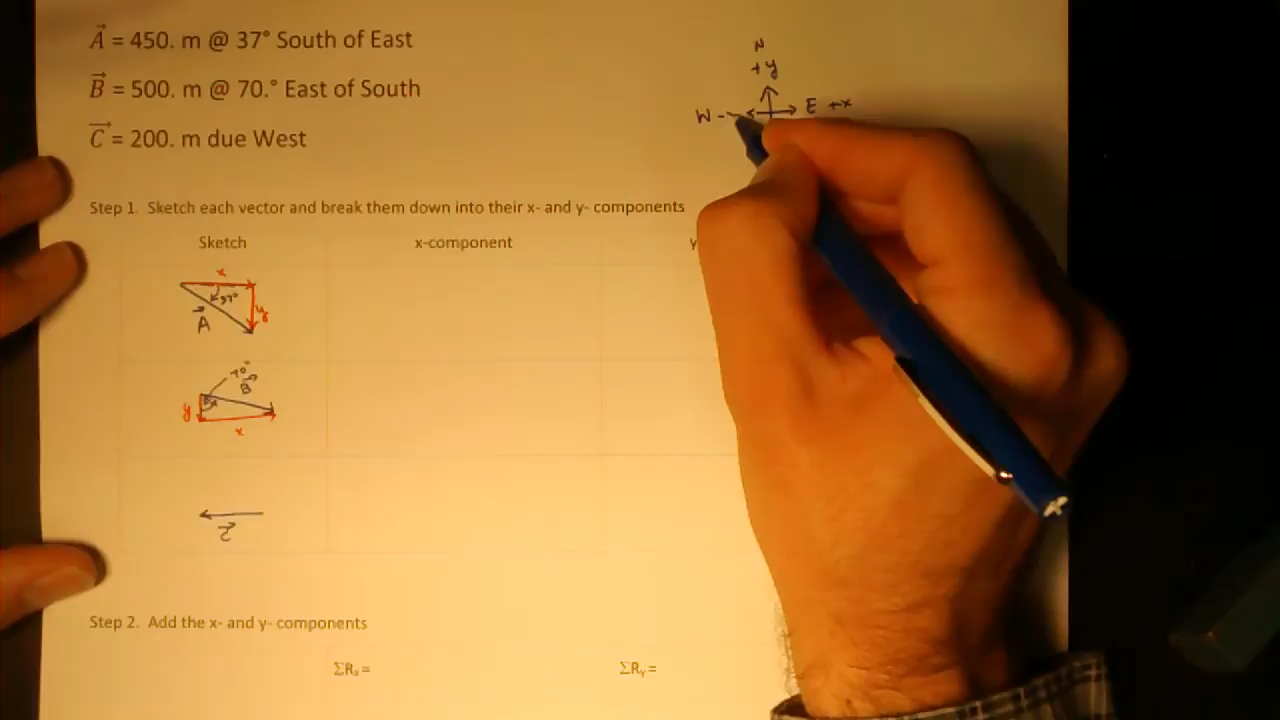 A⃗ = 450. m @ 37° South of East
B⃗ = 500. m @ 70.° East of South
C⃗ = 200. m due West
N
+y
W - E +x
Step 1. Sketch each vector and break them down into their x- and y- components
Sketch x-component y
x
37°
y
A⃗
70°
B⃗
y
x
C⃗
Step 2. Add the x- and y- components
ΣRₓ = ΣRᵧ =